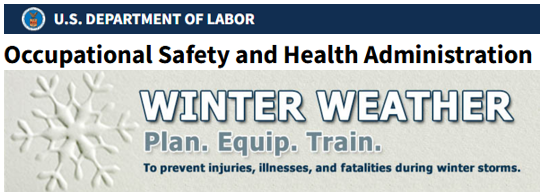 U.S. DEPARTMENT OF LABOR
Occupational Safety and Health Administration
WINTER WEATHER
Plan. Equip. Train.
To prevent injuries, illnesses, and fatalities during winter storms.